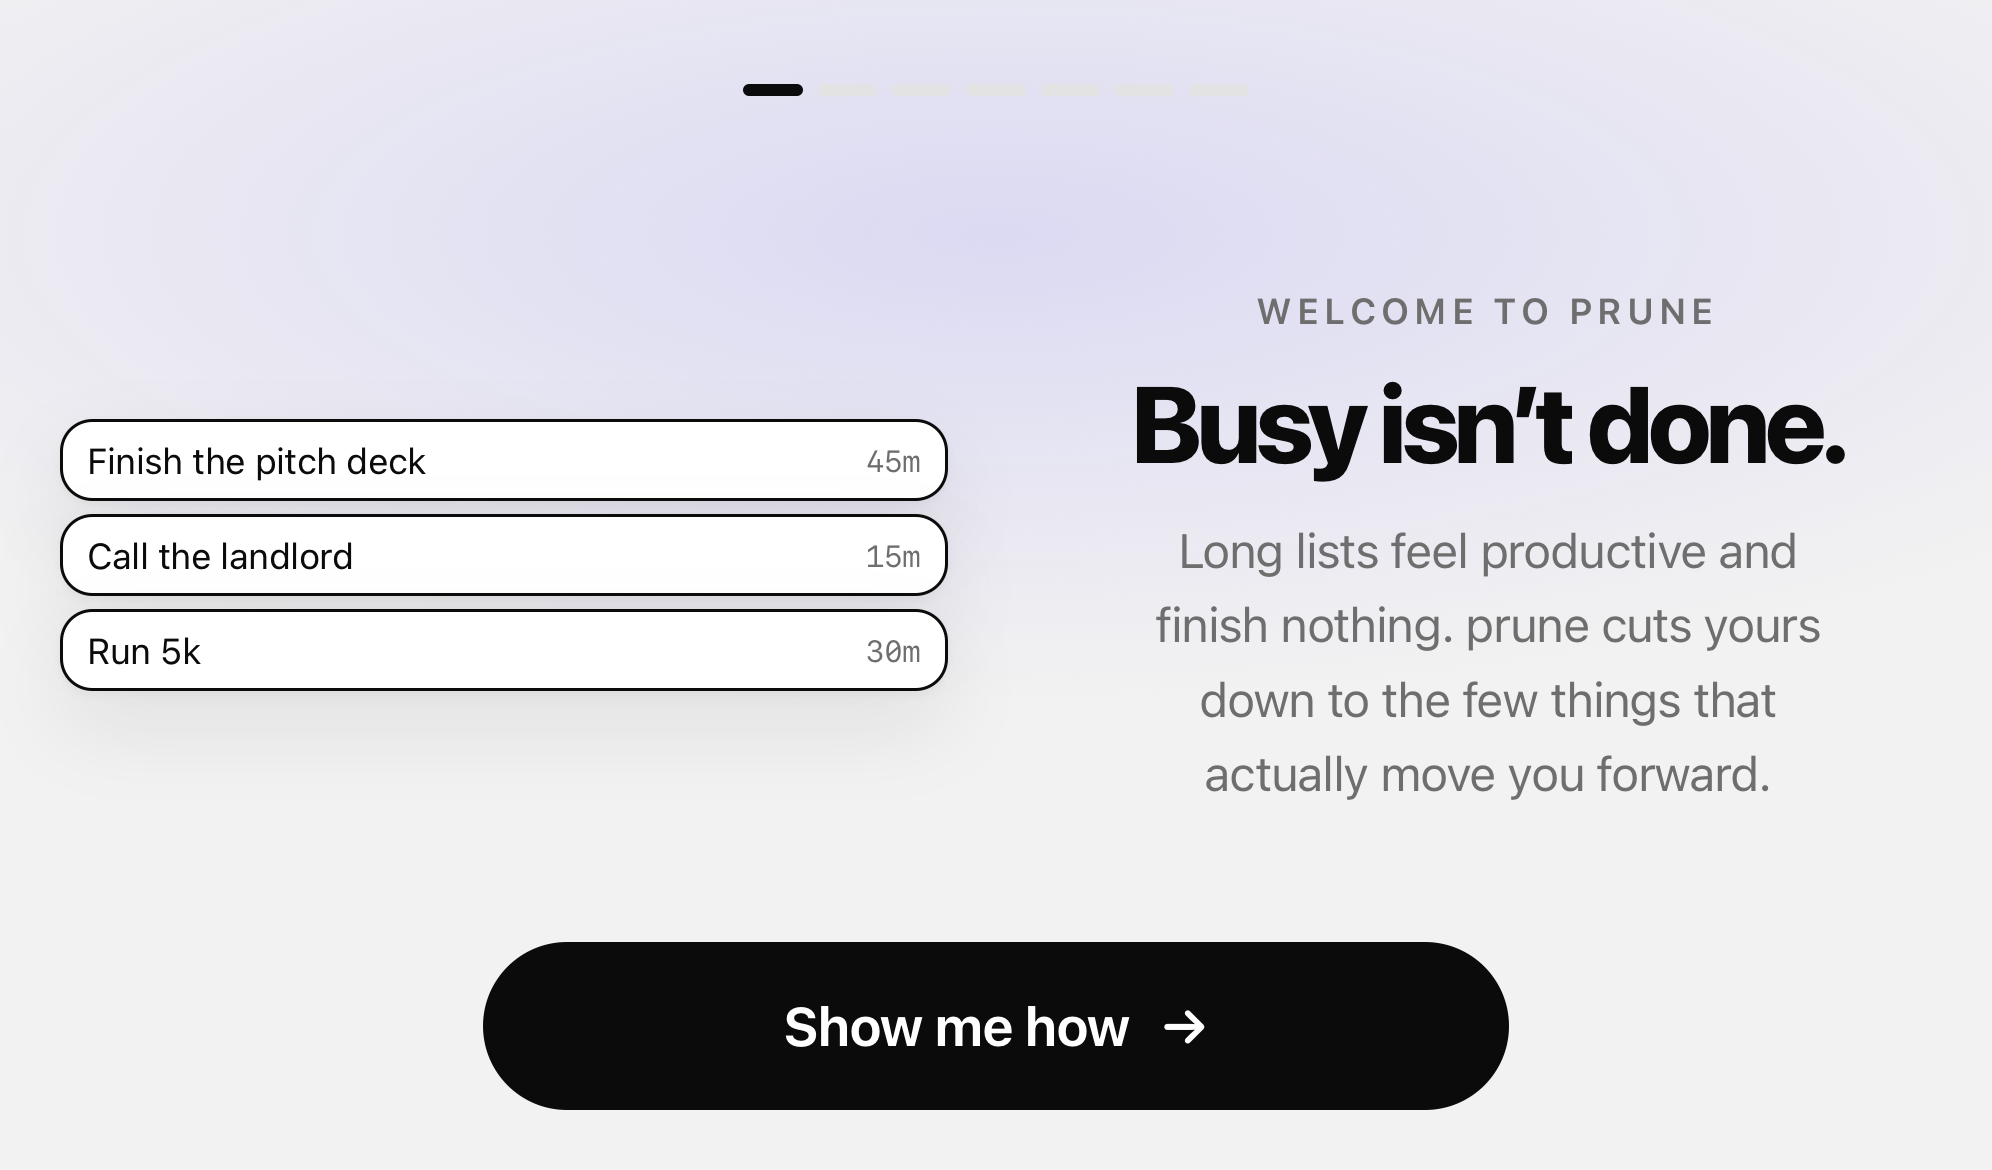 Finish the pitch deck 45m
Call the landlord 15m
Run 5k 30m
WELCOME TO PRUNE
Busy isn’t done.
Long lists feel productive and
finish nothing. prune cuts yours
down to the few things that
actually move you forward.
Show me how →